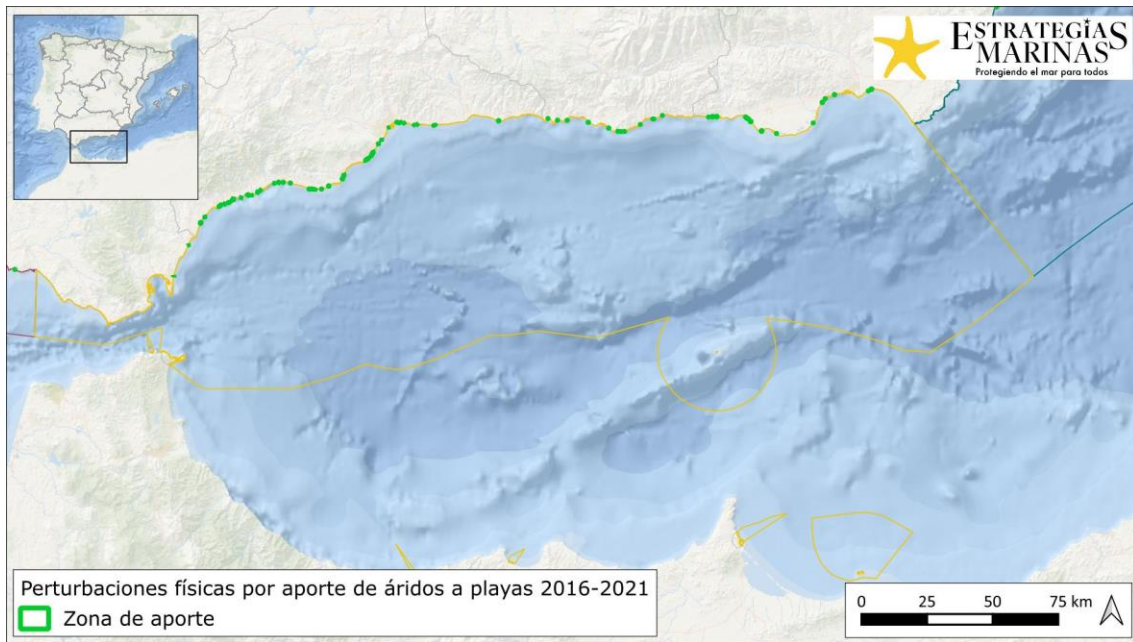 ESTRATEGIAS
MARINAS
Protegiendo el mar para todos
Perturbaciones físicas por aporte de áridos a playas 2016-2021
Zona de aporte
0 25 50 75 km